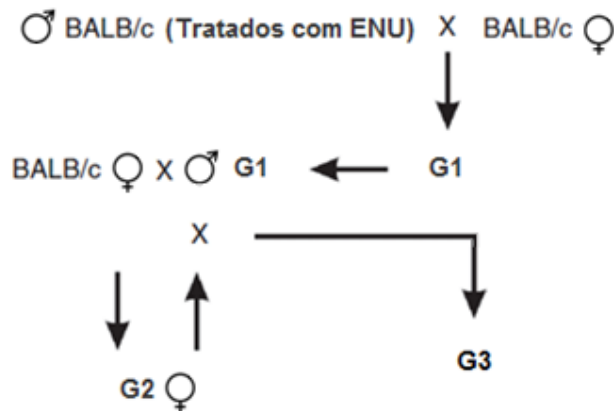 ♂ BALB/c (Tratados com ENU) X BALB/c ♀
G1
BALB/c ♀ X ♂ G1
X
G3
G2 ♀